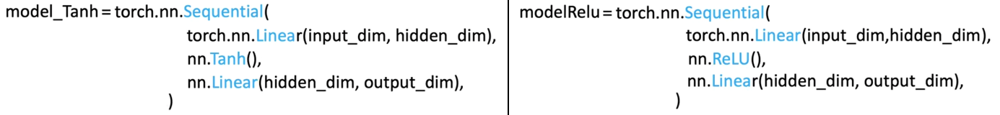 model_Tanh = torch.nn.Sequential(
torch.nn.Linear(input_dim, hidden_dim),
nn.Tanh(),
nn.Linear(hidden_dim, output_dim),
)
modelRelu = torch.nn.Sequential(
torch.nn.Linear(input_dim,hidden_dim),
nn.ReLU(),
nn.Linear(hidden_dim, output_dim),
)